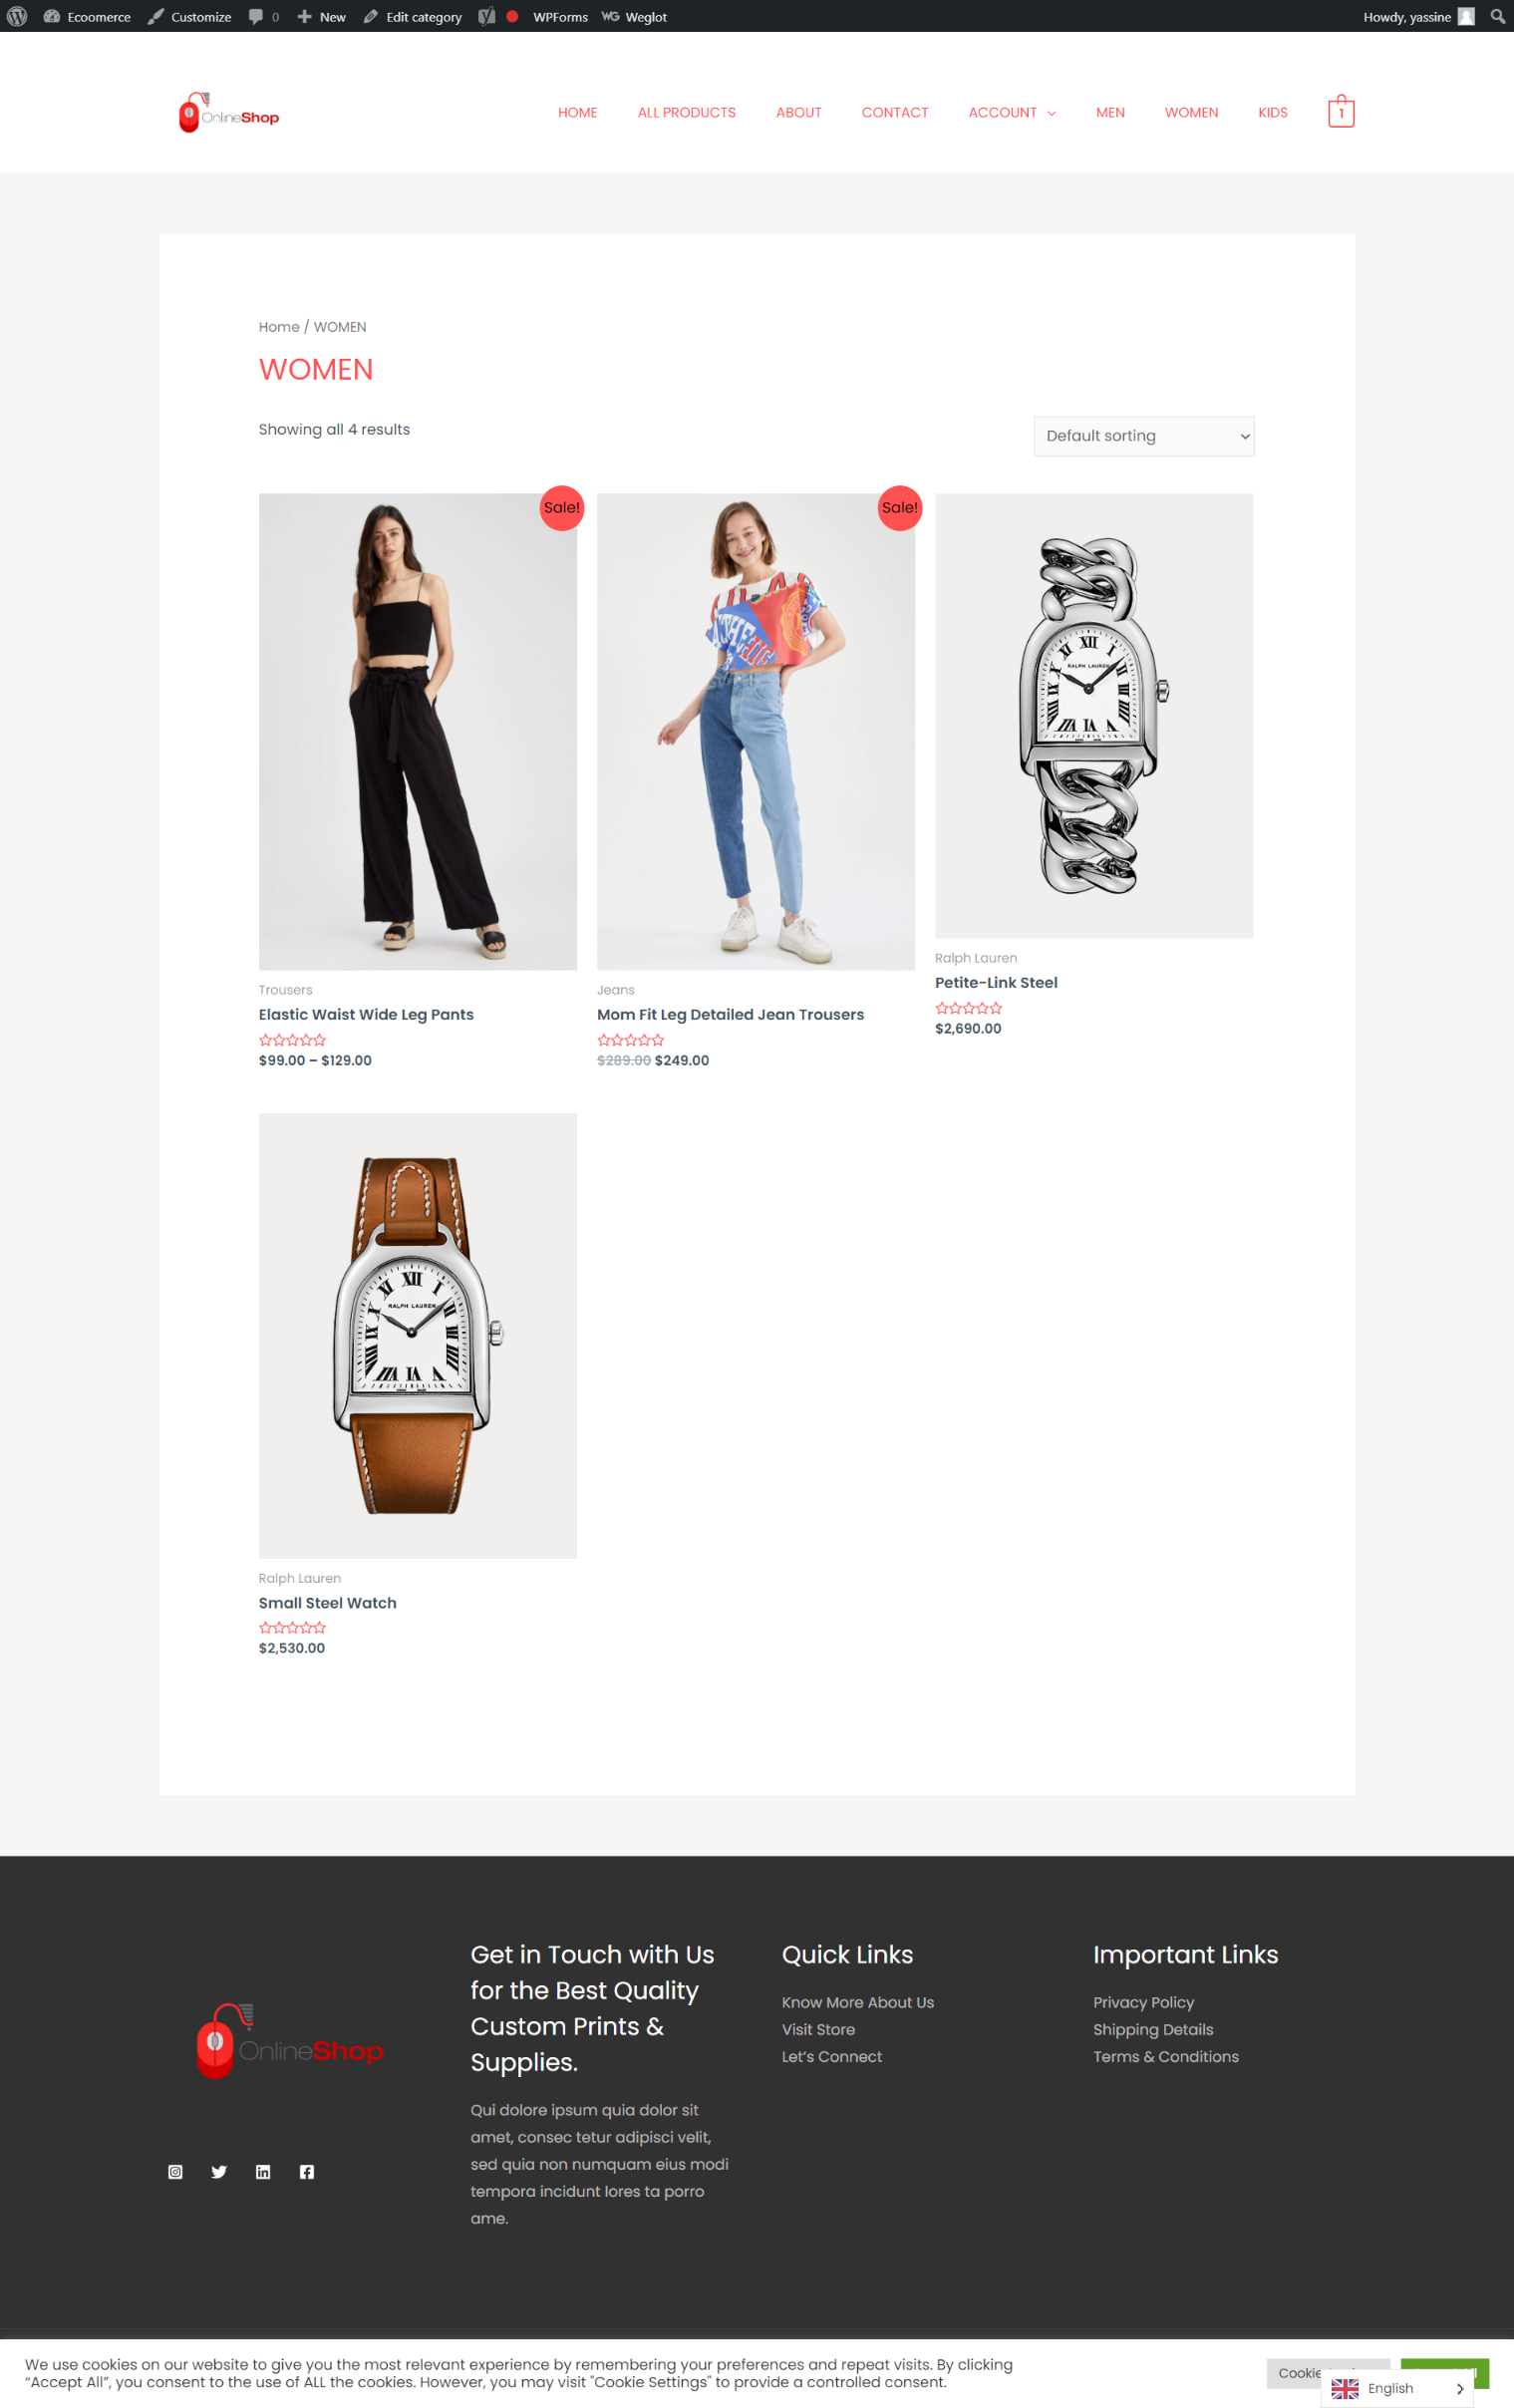 Ecoomerce Customize 0 New Edit category WPForms WG Weglot Howdy, yassine
OnlineShop
HOME ALL PRODUCTS ABOUT CONTACT ACCOUNT MEN WOMEN KIDS 1
Home / WOMEN
WOMEN
Showing all 4 results
Default sorting
Sale!
Sale!
XII
I
RALPH LAUREN
Trousers
Elastic Waist Wide Leg Pants
$99.00 – $129.00
Jeans
Mom Fit Leg Detailed Jean Trousers
$289.00 $249.00
Ralph Lauren
Petite-Link Steel
$2,690.00
XII
I
RALPH LAUREN
Ralph Lauren
Small Steel Watch
$2,530.00
OnlineShop
Get in Touch with Us
for the Best Quality
Custom Prints &
Supplies.
Qui dolore ipsum quia dolor sit
amet, consec tetur adipisci velit,
sed quia non numquam eius modi
tempora incidunt lores ta porro
ame.
Quick Links
Know More About Us
Visit Store
Let’s Connect
Important Links
Privacy Policy
Shipping Details
Terms & Conditions
We use cookies on our website to give you the most relevant experience by remembering your preferences and repeat visits. By clicking
“Accept All”, you consent to the use of ALL the cookies. However, you may visit "Cookie Settings" to provide a controlled consent.
Cookie
English